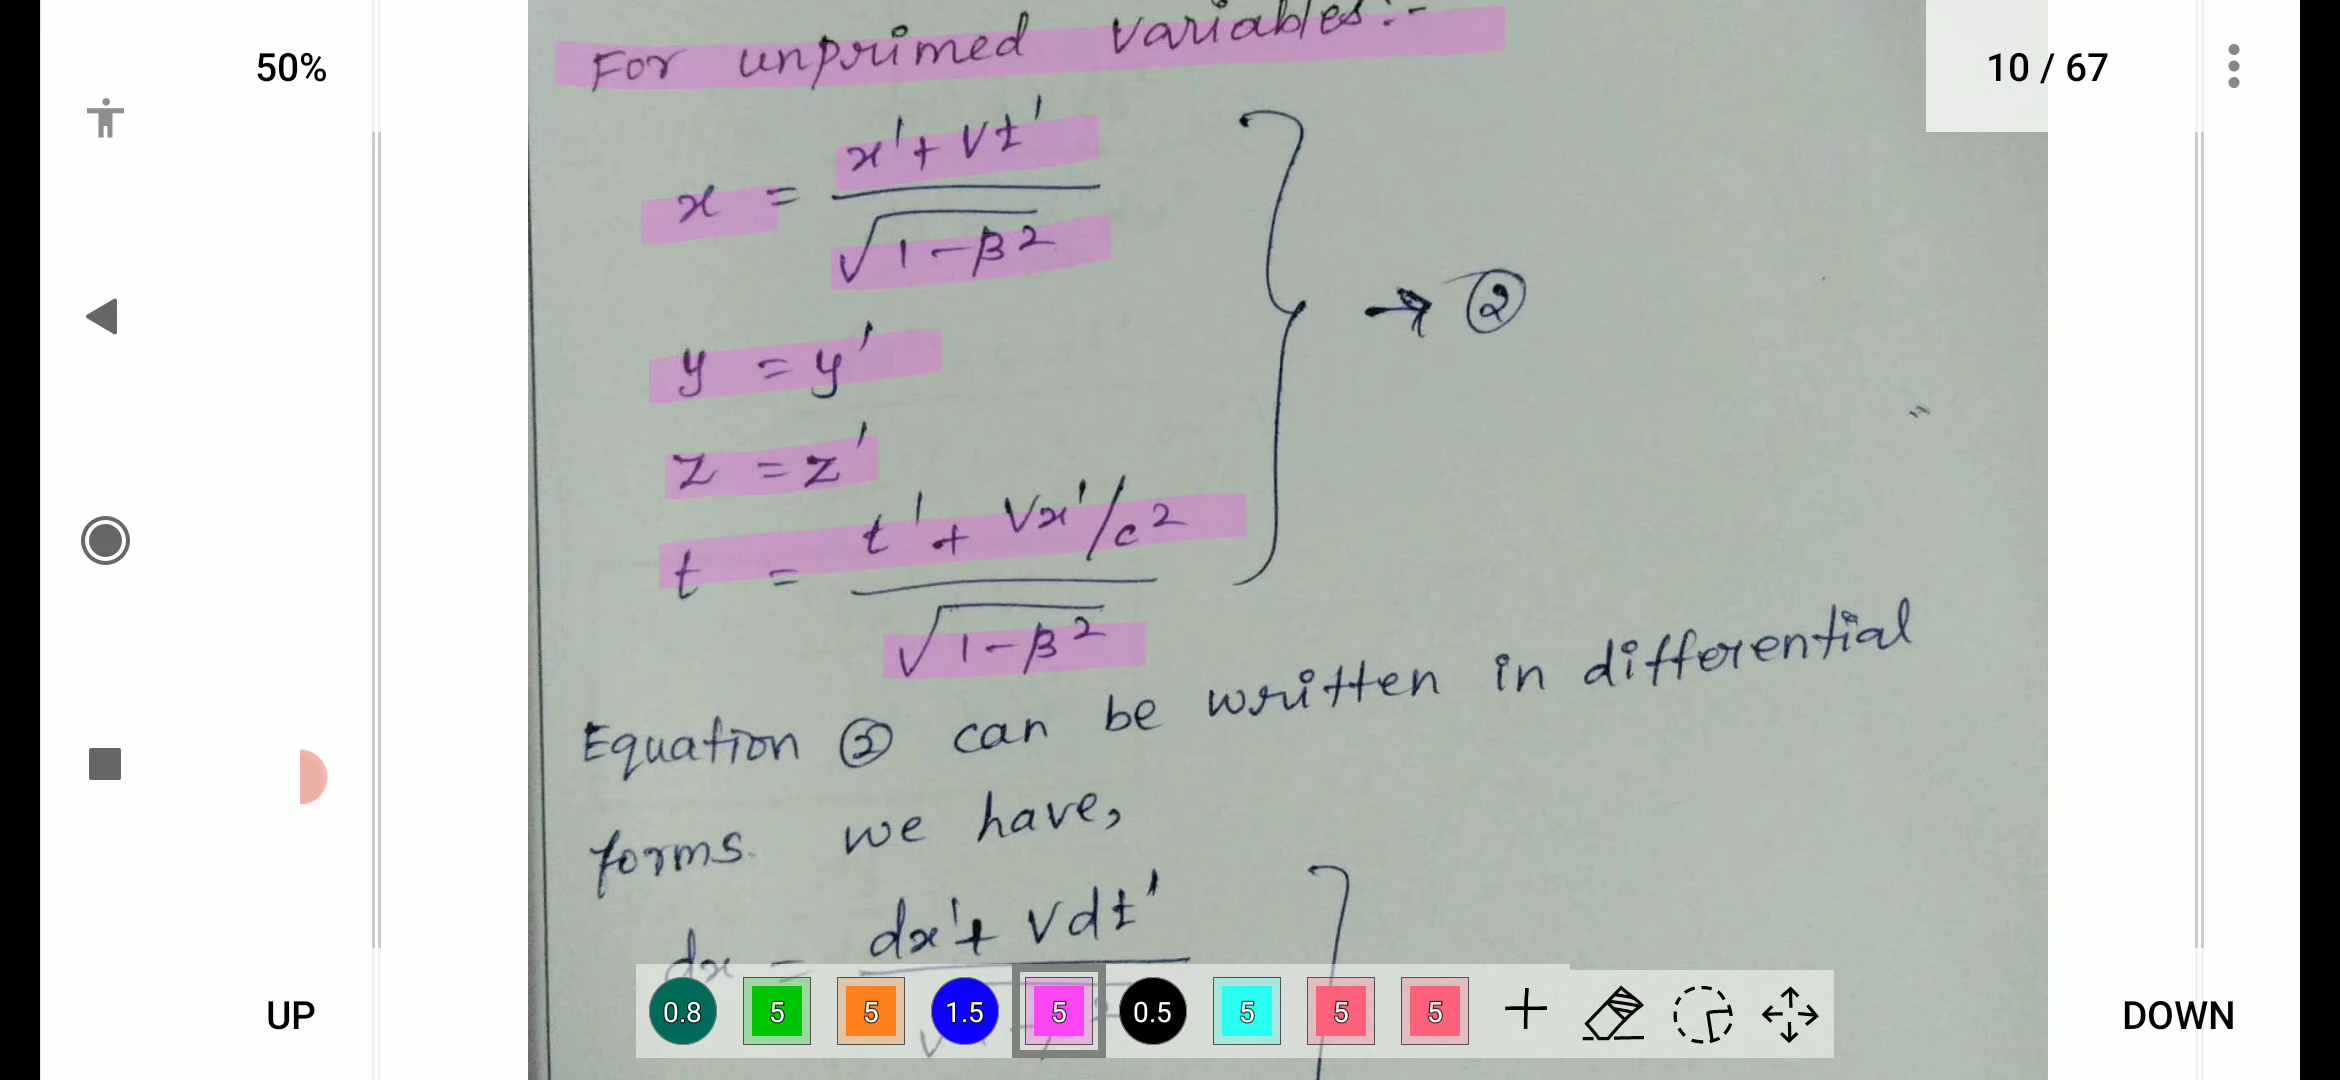 50%
10 / 67
For unprimed variables:-
x = x' + Vt' / √1-β²
y = y'
z = z'
→ ②
t = t' + Vx'/c² / √1-β²
Equation ② can be written in differential
forms. we have,
dx = dx' + Vdt'
UP
0.8 5 5 1.5 5 0.5 5 5 5
DOWN